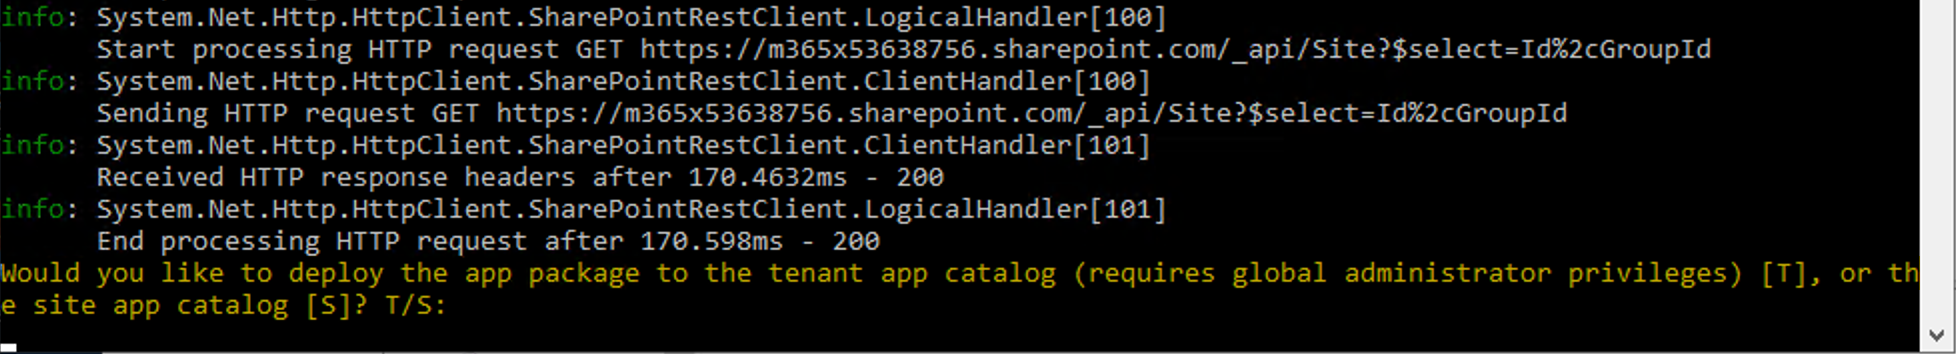 info: System.Net.Http.HttpClient.SharePointRestClient.LogicalHandler[100]
Start processing HTTP request GET https://m365x53638756.sharepoint.com/_api/Site?$select=Id%2cGroupId
info: System.Net.Http.HttpClient.SharePointRestClient.ClientHandler[100]
Sending HTTP request GET https://m365x53638756.sharepoint.com/_api/Site?$select=Id%2cGroupId
info: System.Net.Http.HttpClient.SharePointRestClient.ClientHandler[101]
Received HTTP response headers after 170.4632ms - 200
info: System.Net.Http.HttpClient.SharePointRestClient.LogicalHandler[101]
End processing HTTP request after 170.598ms - 200
Would you like to deploy the app package to the tenant app catalog (requires global administrator privileges) [T], or th
e site app catalog [S]? T/S: